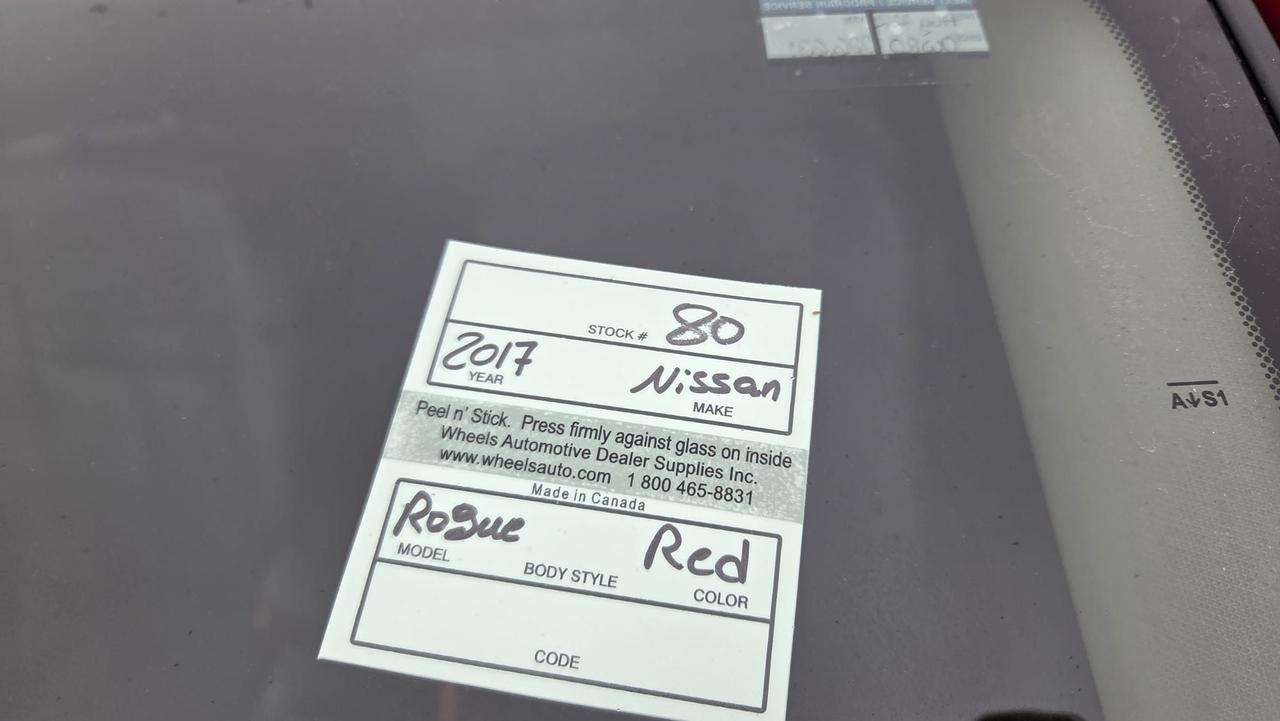 STOCK # 80
2017 Nissan
YEAR MAKE
Peel n' Stick. Press firmly against glass on inside
Wheels Automotive Dealer Supplies Inc.
www.wheelsauto.com 1 800 465-8831
Made in Canada
Rogue Red
MODEL BODY STYLE COLOR
CODE
A↓S1